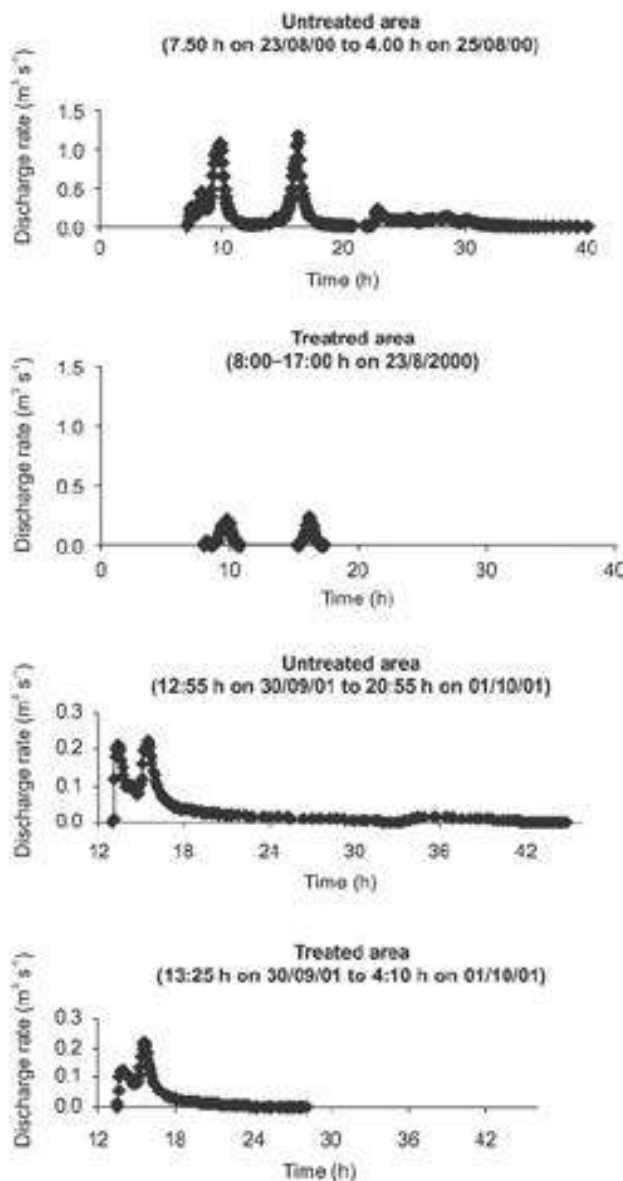 Untreated area
(7.50 h on 23/08/00 to 4.00 h on 25/08/00)
Discharge rate (m³ s⁻¹)
1.5
1.0
0.5
0.0
0 10 20 30 40
Time (h)
Treatred area
(8:00–17:00 h on 23/8/2000)
Discharge rate (m³ s⁻¹)
1.5
1.0
0.5
0.0
0 10 20 30 40
Time (h)
Untreated area
(12:55 h on 30/09/01 to 20:55 h on 01/10/01)
Discharge rate (m³ s⁻¹)
0.3
0.2
0.1
0.0
12 18 24 30 36 42
Time (h)
Treated area
(13:25 h on 30/09/01 to 4:10 h on 01/10/01)
Discharge rate (m³ s⁻¹)
0.3
0.2
0.1
0.0
12 18 24 30 36 42
Time (h)